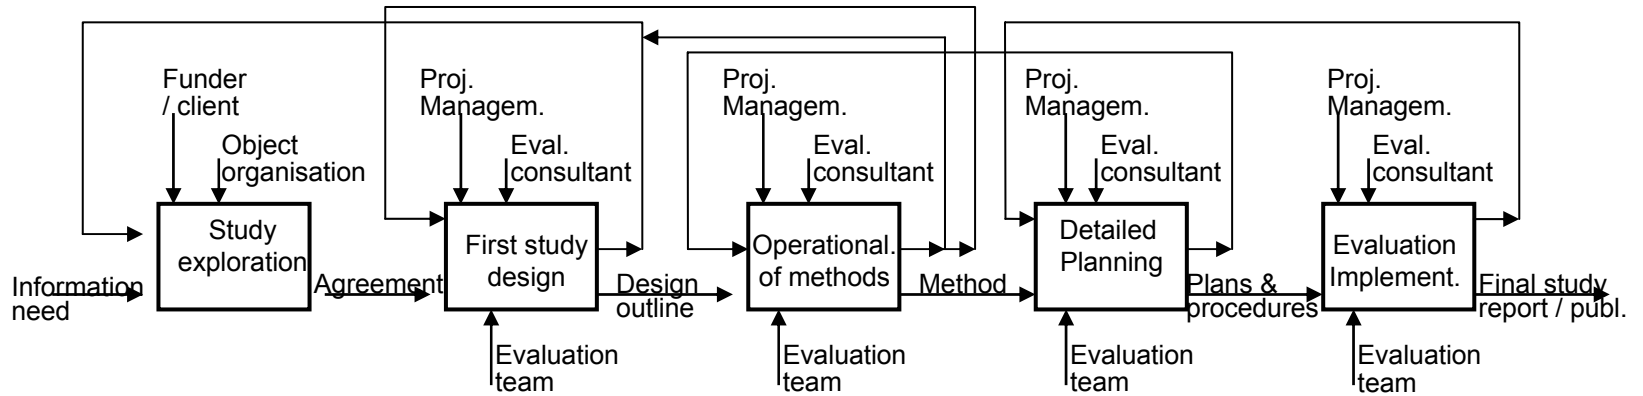 Funder
/ client
Object
organisation
Study
exploration
Information
need
Agreement
Proj.
Managem.
Eval.
consultant
First study
design
Evaluation
team
Design
outline
Proj.
Managem.
Eval.
consultant
Operational.
of methods
Evaluation
team
Method
Proj.
Managem.
Eval.
consultant
Detailed
Planning
Evaluation
team
Plans &
procedures
Proj.
Managem.
Eval.
consultant
Evaluation
Implement.
Evaluation
team
Final study
report / publ.